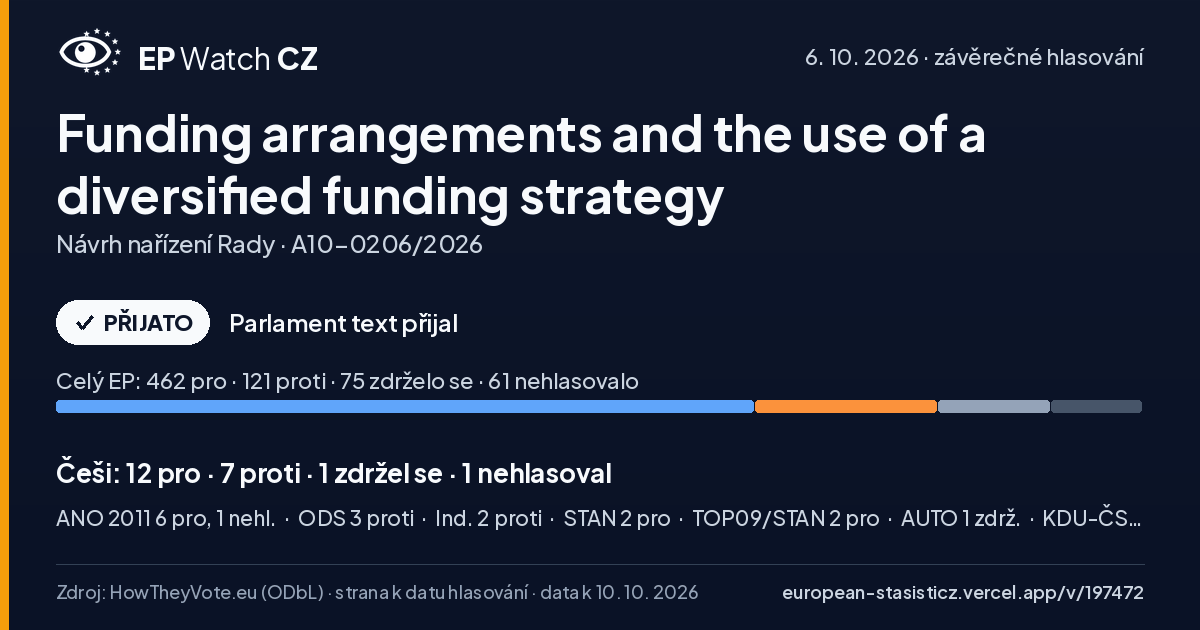 EP Watch CZ
6. 10. 2026 · závěrečné hlasování
Funding arrangements and the use of a
diversified funding strategy
Návrh nařízení Rady · A10-0206/2026
✓ PŘIJATO
Parlament text přijal
Celý EP: 462 pro · 121 proti · 75 zdrželo se · 61 nehlasovalo
Češi: 12 pro · 7 proti · 1 zdržel se · 1 nehlasoval
ANO 2011 6 pro, 1 nehl. · ODS 3 proti · Ind. 2 proti · STAN 2 pro · TOP09/STAN 2 pro · AUTO 1 zdrž. · KDU-ČS…
Zdroj: HowTheyVote.eu (ODbL) · strana k datu hlasování · data k 10. 10. 2026
european-stasisticz.vercel.app/v/197472